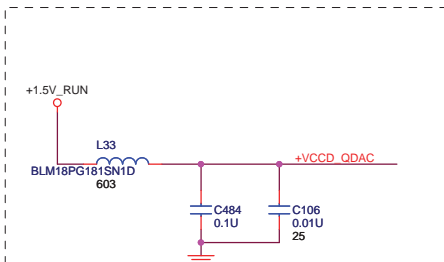 +1.5V_RUN
L33
BLM18PG181SN1D
603
+VCCD_QDAC
C484
0.1U
C106
0.01U
25